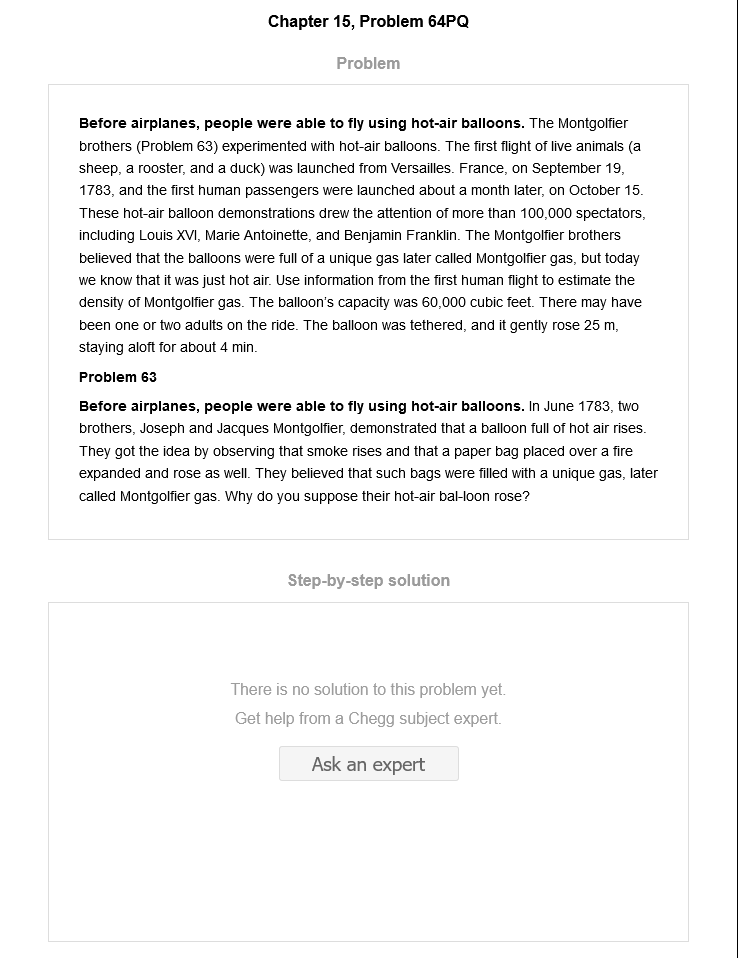 Chapter 15, Problem 64PQ
Problem
Before airplanes, people were able to fly using hot-air balloons. The Montgolfier
brothers (Problem 63) experimented with hot-air balloons. The first flight of live animals (a
sheep, a rooster, and a duck) was launched from Versailles. France, on September 19,
1783, and the first human passengers were launched about a month later, on October 15.
These hot-air balloon demonstrations drew the attention of more than 100,000 spectators,
including Louis XVI, Marie Antoinette, and Benjamin Franklin. The Montgolfier brothers
believed that the balloons were full of a unique gas later called Montgolfier gas, but today
we know that it was just hot air. Use information from the first human flight to estimate the
density of Montgolfier gas. The balloon's capacity was 60,000 cubic feet. There may have
been one or two adults on the ride. The balloon was tethered, and it gently rose 25 m,
staying aloft for about 4 min.
Problem 63
Before airplanes, people were able to fly using hot-air balloons. In June 1783, two
brothers, Joseph and Jacques Montgolfier, demonstrated that a balloon full of hot air rises.
They got the idea by observing that smoke rises and that a paper bag placed over a fire
expanded and rose as well. They believed that such bags were filled with a unique gas, later
called Montgolfier gas. Why do you suppose their hot-air bal-loon rose?
Step-by-step solution
There is no solution to this problem yet.
Get help from a Chegg subject expert.
Ask an expert